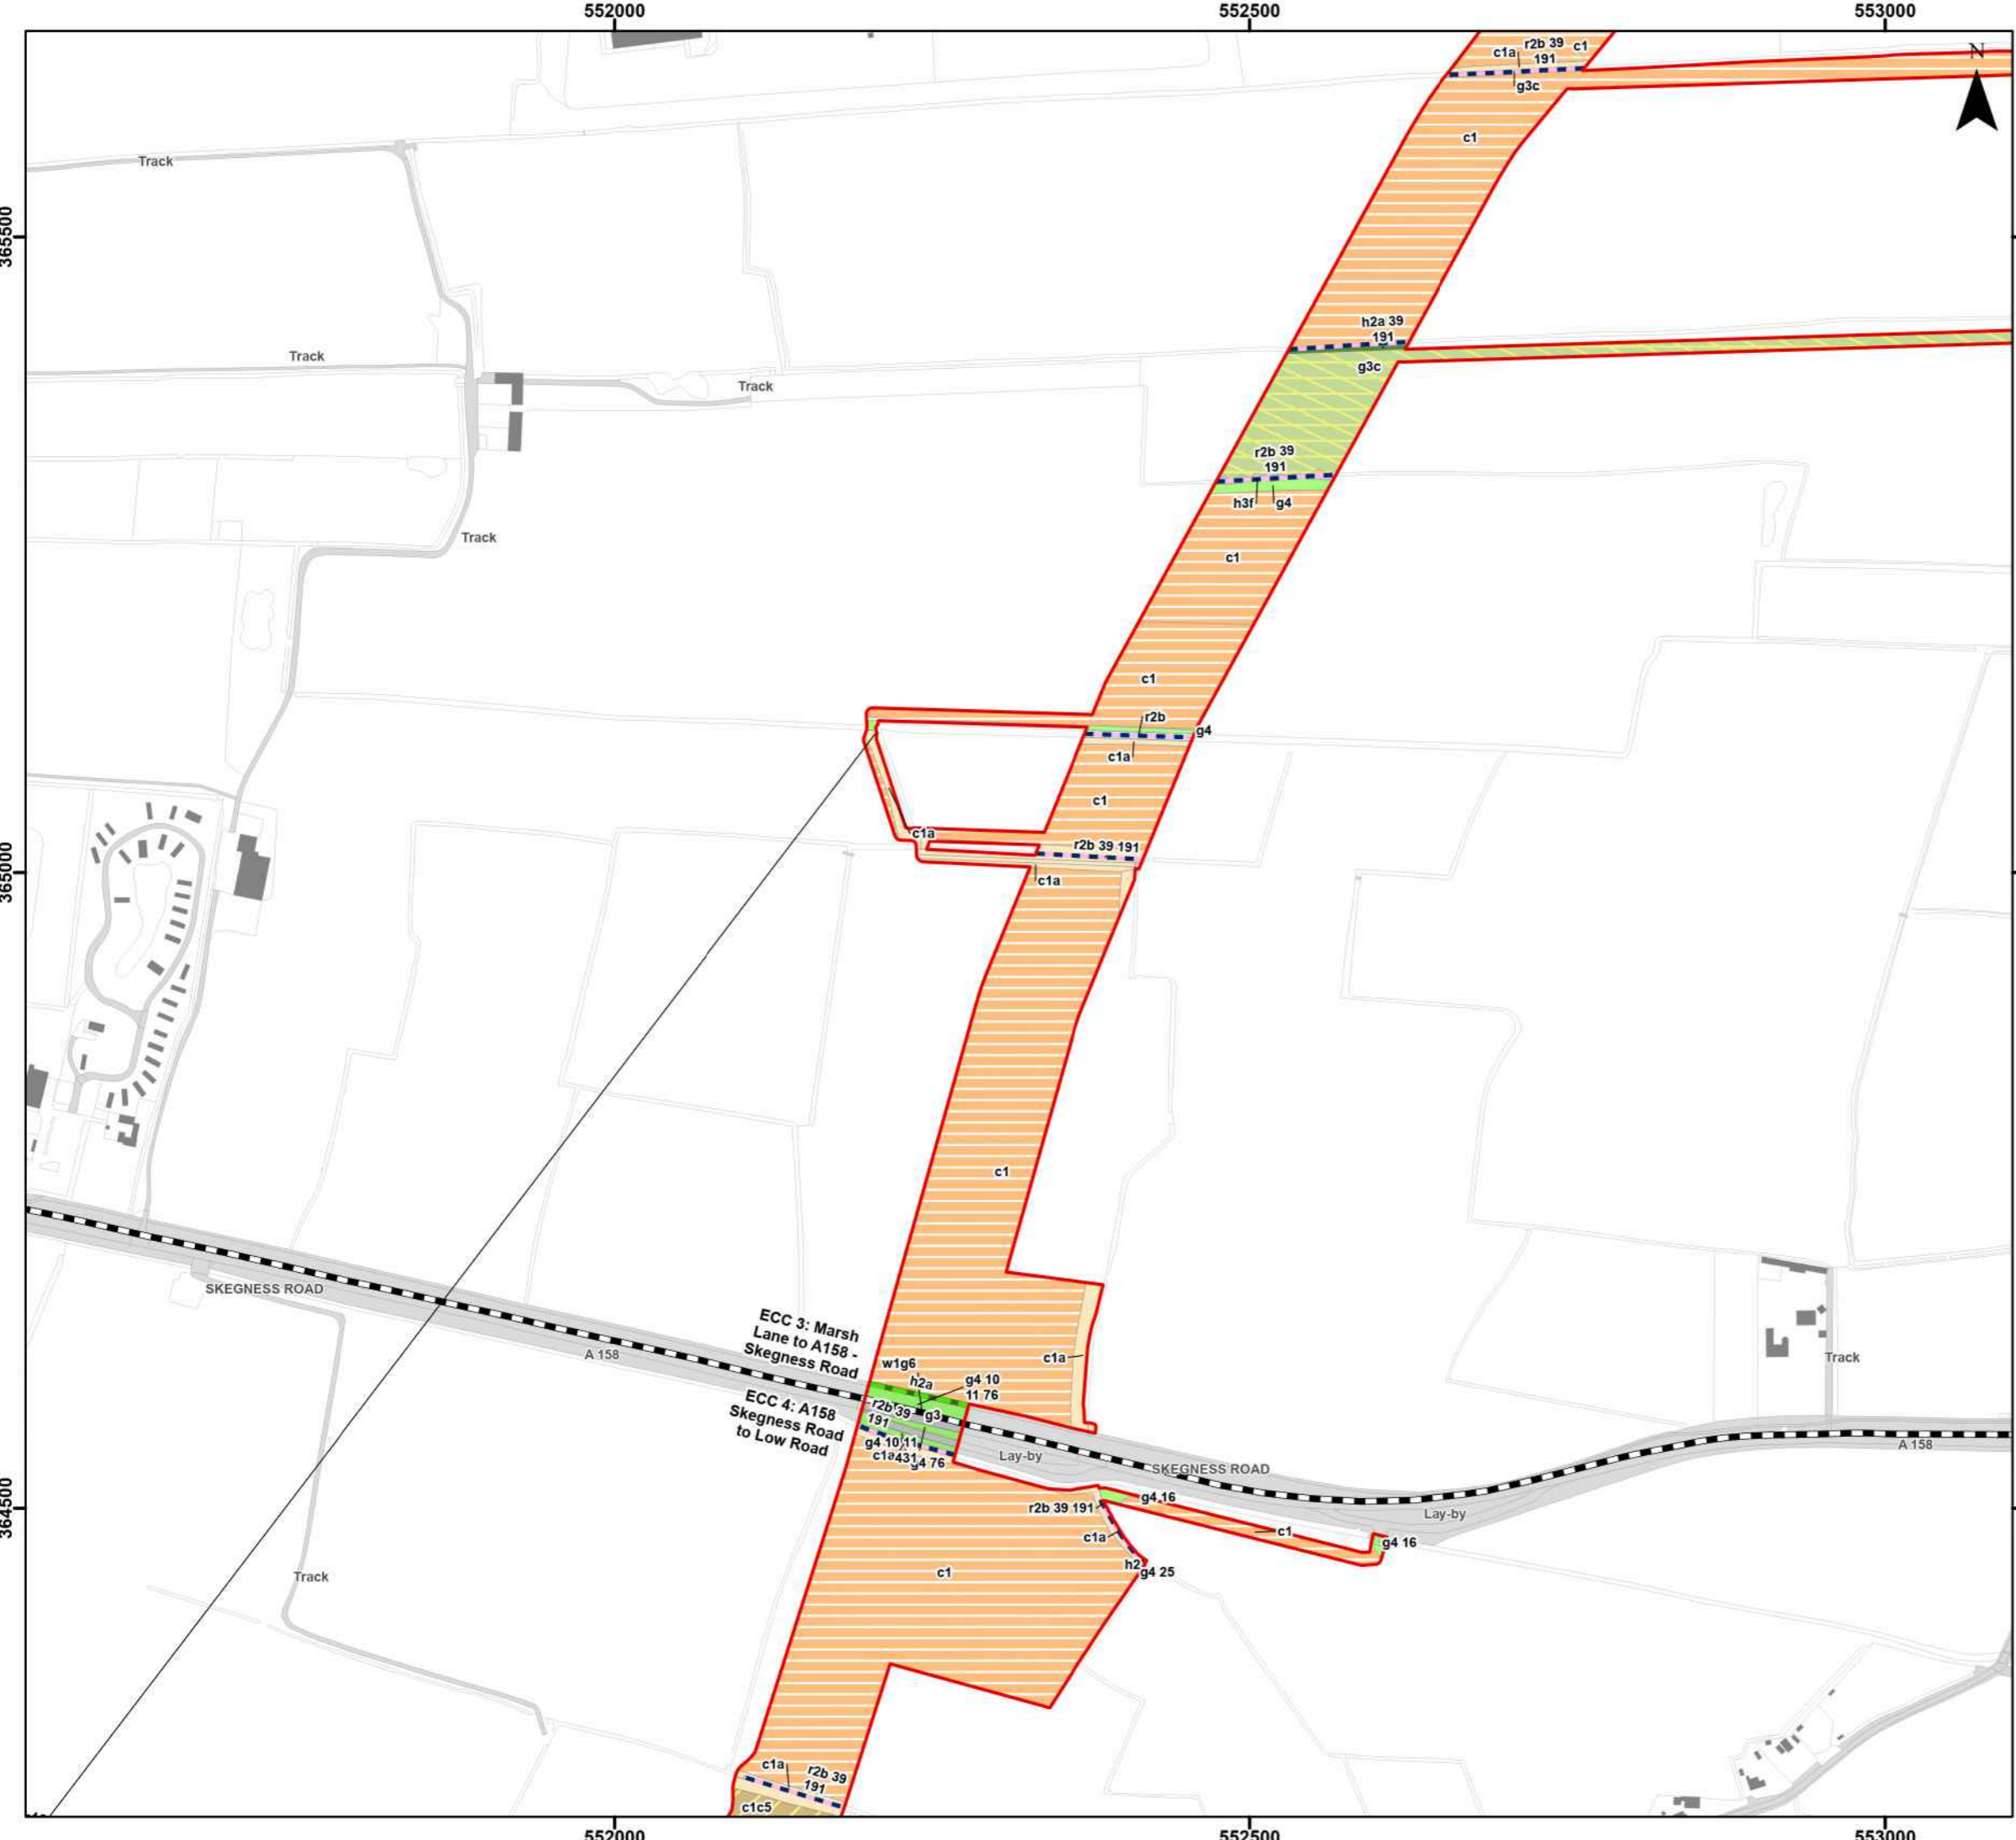 552000
552500
553000
N
c1a
r2b 39
191
c1
g3c
c1
Track
365500
h2a 39
191
g3c
Track
Track
r2b 39
191
h3f
g4
Track
c1
c1
r2b
g4
c1a
c1
c1a
r2b 39 191
365000
c1a
c1
SKEGNESS ROAD
ECC 3: Marsh
Lane to A158 -
Skegness Road
A 158
c1a
Track
w1g6
h2a
g4 10
11 76
ECC 4: A158
Skegness Road
to Low Road
r2b 39
191
g3
g4 10 11
c1a
431
g4 76
Lay-by
SKEGNESS ROAD
A 158
364500
g4 16
r2b 39 191
Lay-by
c1
c1a
g4 16
h2
g4 25
c1
Track
c1a
r2b 39
191
c1c5
552000
552500
553000